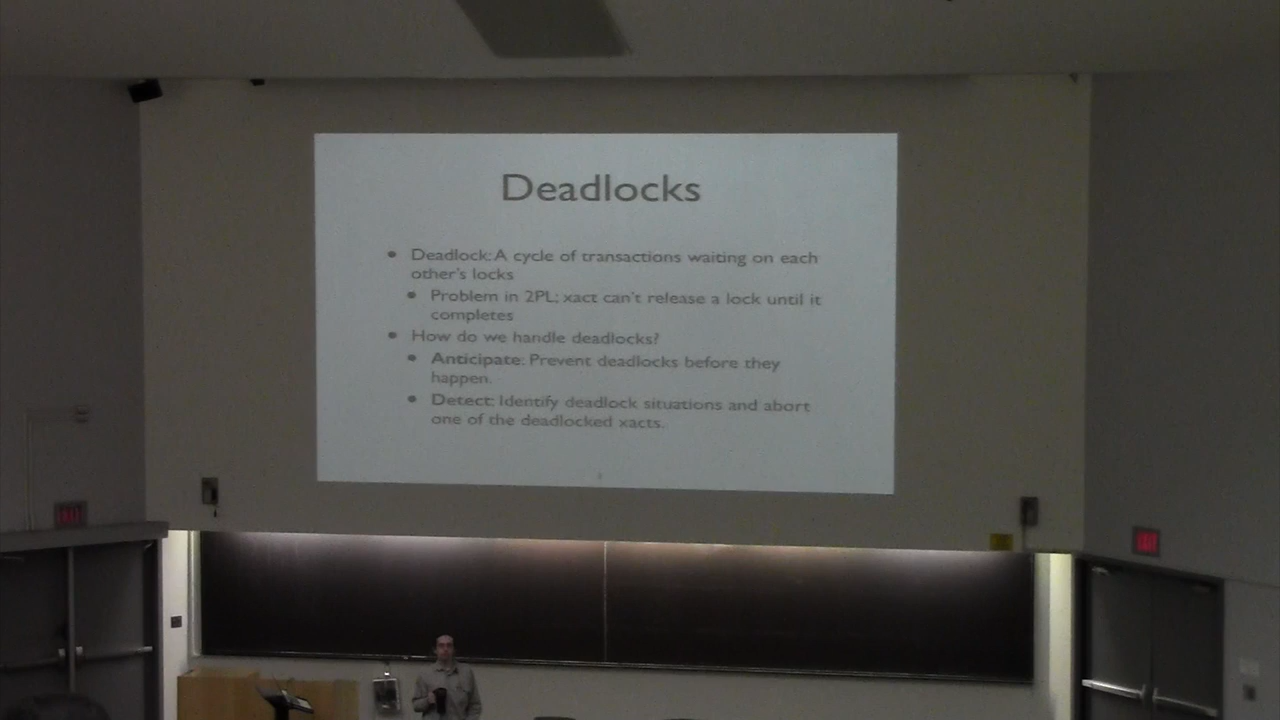 Deadlocks
• Deadlock: A cycle of transactions waiting on each
other's locks
• Problem in 2PL; xact can't release a lock until it
completes
• How do we handle deadlocks?
• Anticipate: Prevent deadlocks before they
happen.
• Detect: Identify deadlock situations and abort
one of the deadlocked xacts.